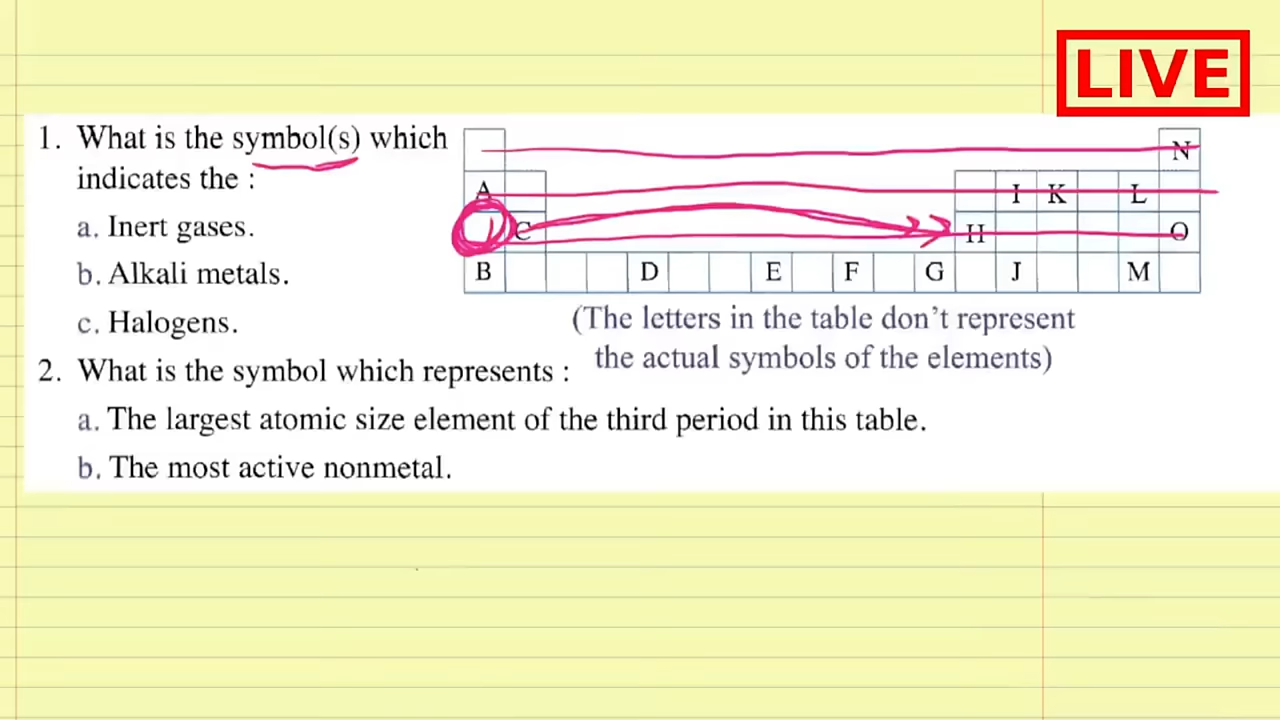 LIVE
1. What is the symbol(s) which
indicates the :
a. Inert gases.
b. Alkali metals.
c. Halogens.
N
A I K L
C H O
B D E F G J M
(The letters in the table don't represent
the actual symbols of the elements)
2. What is the symbol which represents :
a. The largest atomic size element of the third period in this table.
b. The most active nonmetal.